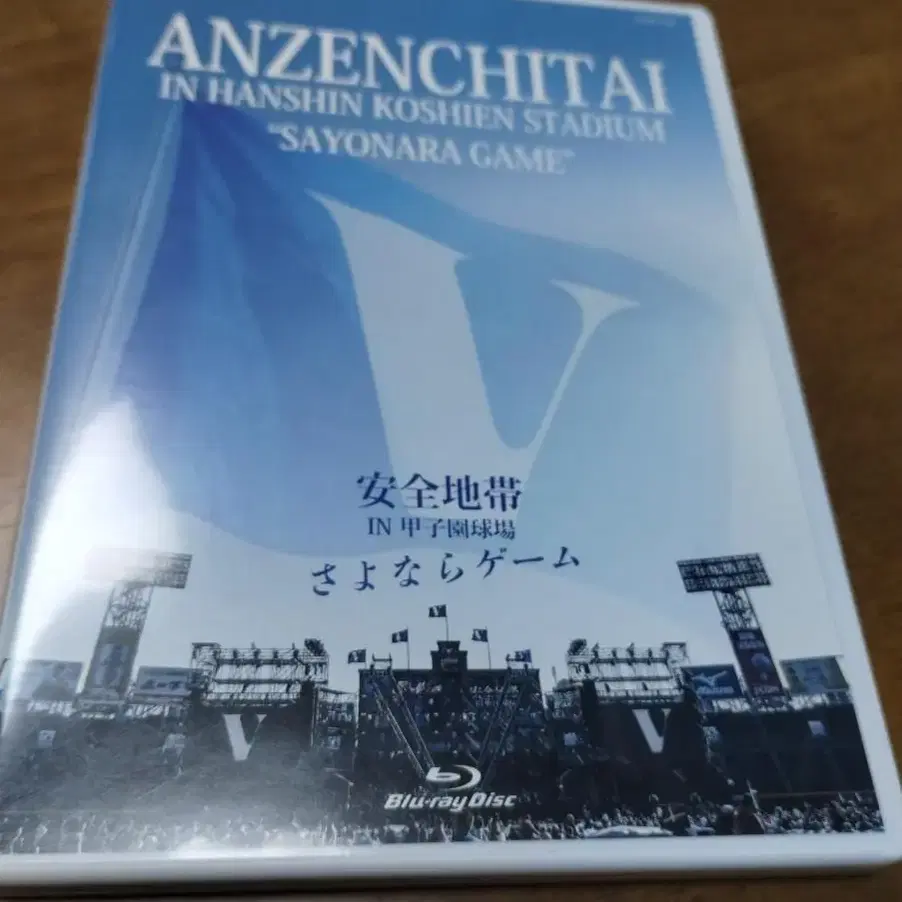 ANZENCHITAI
IN HANSHIN KOSHIEN STADIUM
"SAYONARA GAME"
V
安全地帯
IN 甲子園球場
さよならゲーム
V
V
Blu-ray Disc